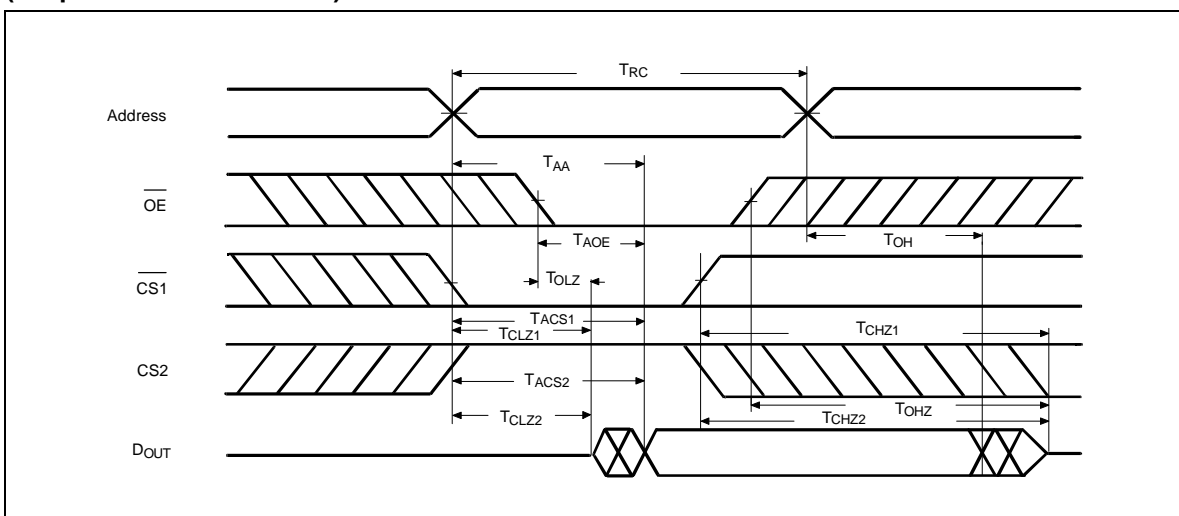 TRC
Address
TAA
OE
TAOE
TOH
TOLZ
CS1
TACS1
TCLZ1
TCHZ1
CS2
TACS2
TOHZ
TCLZ2
TCHZ2
DOUT